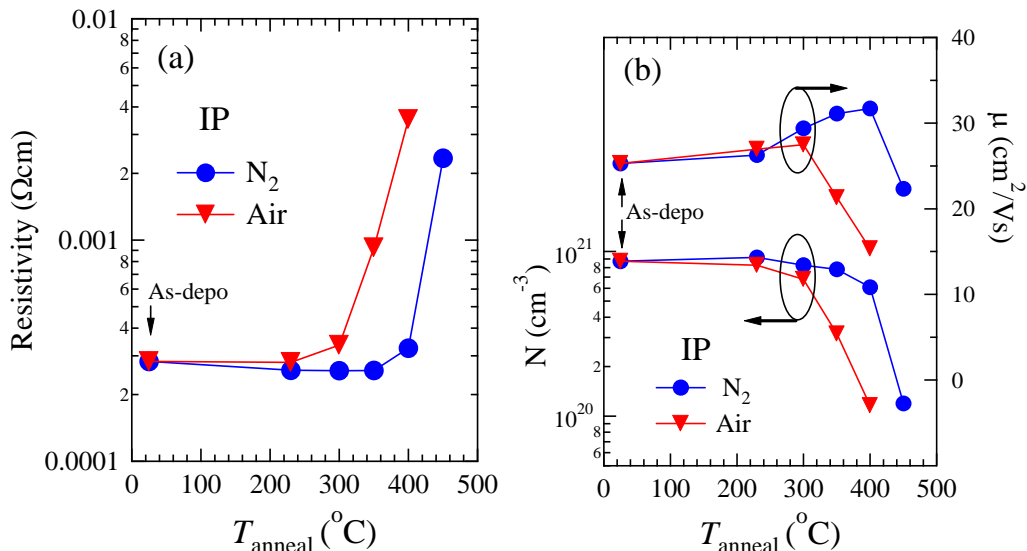 0.01
8
6
4
2
0.001
8
6
4
2
0.0001
Resistivity (Ωcm)
(a)
IP
N₂
Air
As-depo
0 100 200 300 400 500
T_anneal (°C)
(b)
As-depo
10²¹
8
6
4
2
10²⁰
8
6
N (cm⁻³)
IP
N₂
Air
40
30
20
10
0
μ (cm²/Vs)
0 100 200 300 400 500
T_anneal (°C)